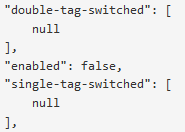 "double-tag-switched": [
null
],
"enabled": false,
"single-tag-switched": [
null
],